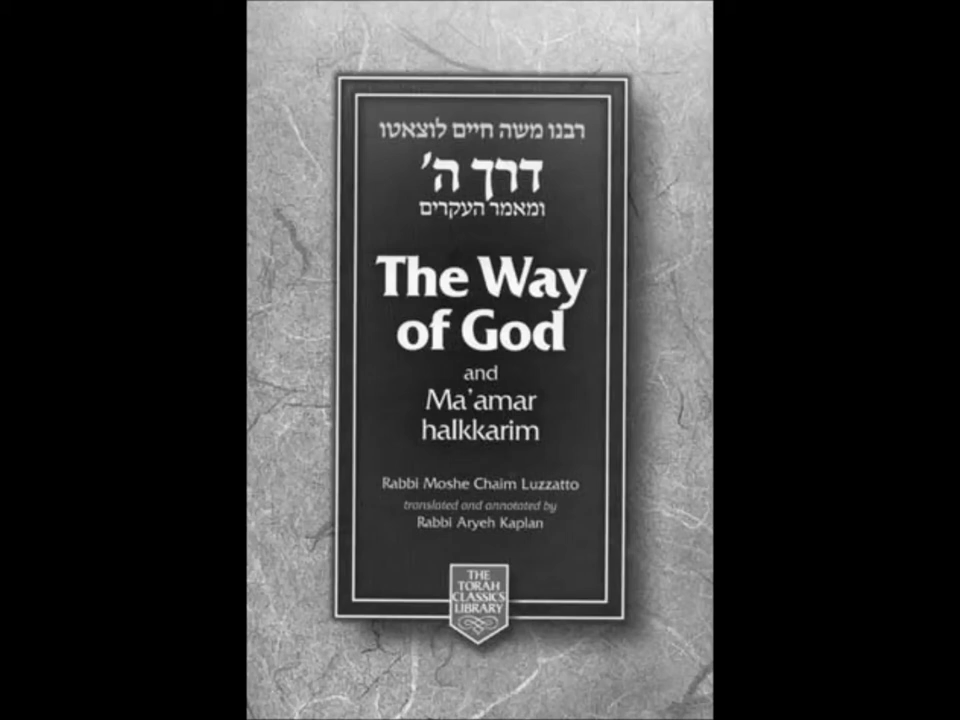 רבנו משה חיים לוצאטו
דרך ה'
ומאמר העקרים
The Way
of God
and
Ma'amar
halkkarim
Rabbi Moshe Chaim Luzzatto
translated and annotated by
Rabbi Aryeh Kaplan
THE
TORAH
CLASSICS
LIBRARY